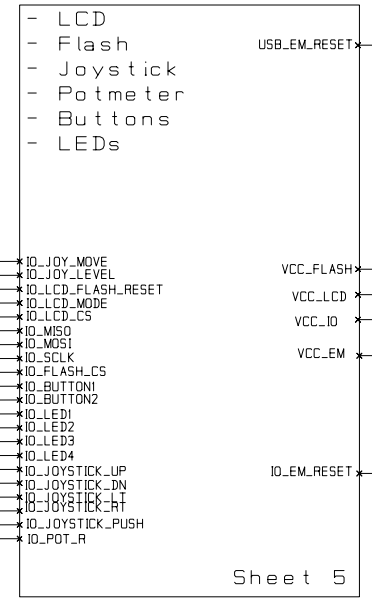 - LCD
- Flash
- Joystick
- Potmeter
- Buttons
- LEDs
USB_EM_RESET
IO_JOY_MOVE
IO_JOY_LEVEL
IO_LCD_FLASH_RESET
IO_LCD_MODE
IO_LCD_CS
IO_MISO
IO_MOSI
IO_SCLK
IO_FLASH_CS
IO_BUTTON1
IO_BUTTON2
IO_LED1
IO_LED2
IO_LED3
IO_LED4
IO_JOYSTICK_UP
IO_JOYSTICK_DN
IO_JOYSTICK_LT
IO_JOYSTICK_RT
IO_JOYSTICK_PUSH
IO_POT_R
VCC_FLASH
VCC_LCD
VCC_IO
VCC_EM
IO_EM_RESET
Sheet 5